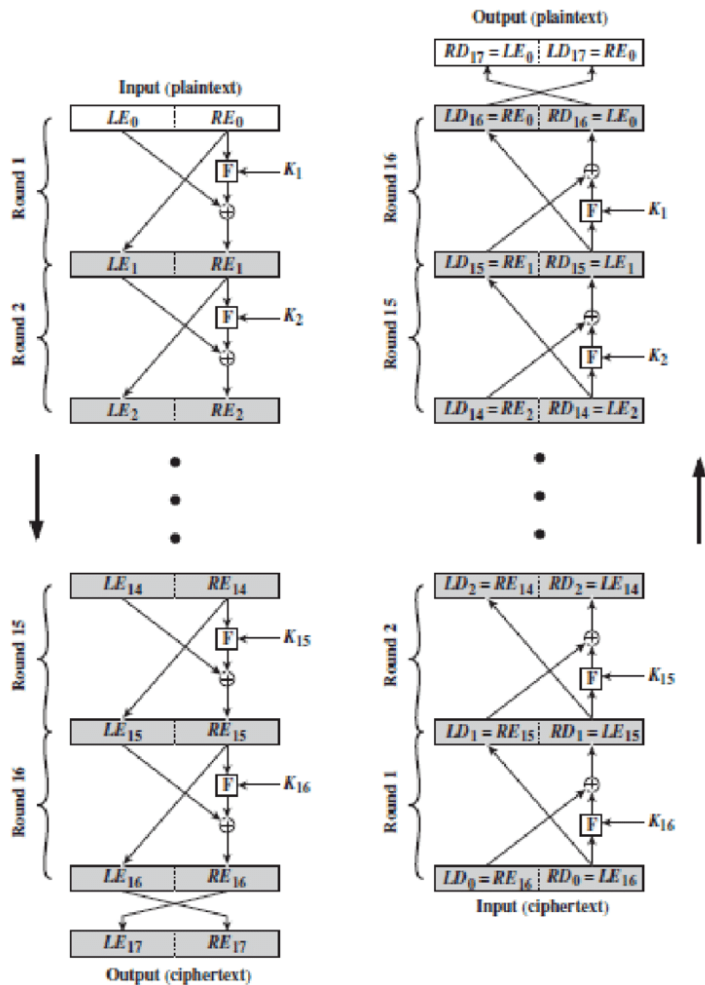 Input (plaintext)
LE0 RE0
Round 1
F K1
LE1 RE1
Round 2
F K2
LE2 RE2
LE14 RE14
Round 15
F K15
LE15 RE15
Round 16
F K16
LE16 RE16
LE17 RE17
Output (ciphertext)
Output (plaintext)
RD17 = LE0 LD17 = RE0
LD16 = RE0 RD16 = LE0
Round 16
F K1
LD15 = RE1 RD15 = LE1
Round 15
F K2
LD14 = RE2 RD14 = LE2
LD2 = RE14 RD2 = LE14
Round 2
F K15
LD1 = RE15 RD1 = LE15
Round 1
F K16
LD0 = RE16 RD0 = LE16
Input (ciphertext)